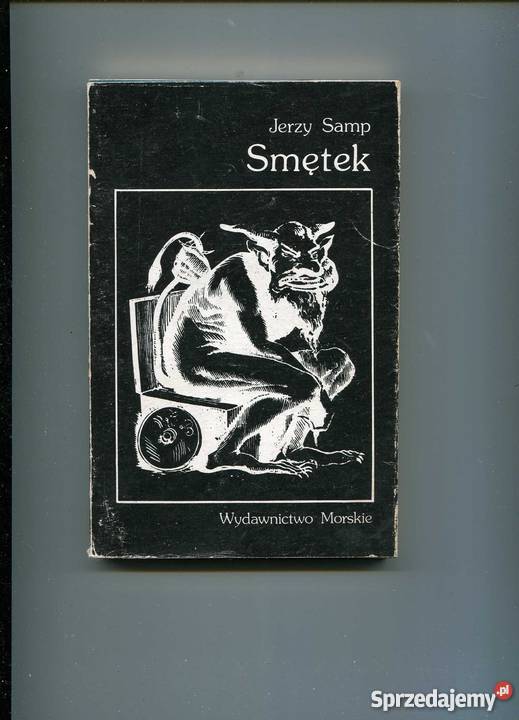 Jerzy Samp
Smętek
Wydawnictwo Morskie
Sprzedajemy.pl